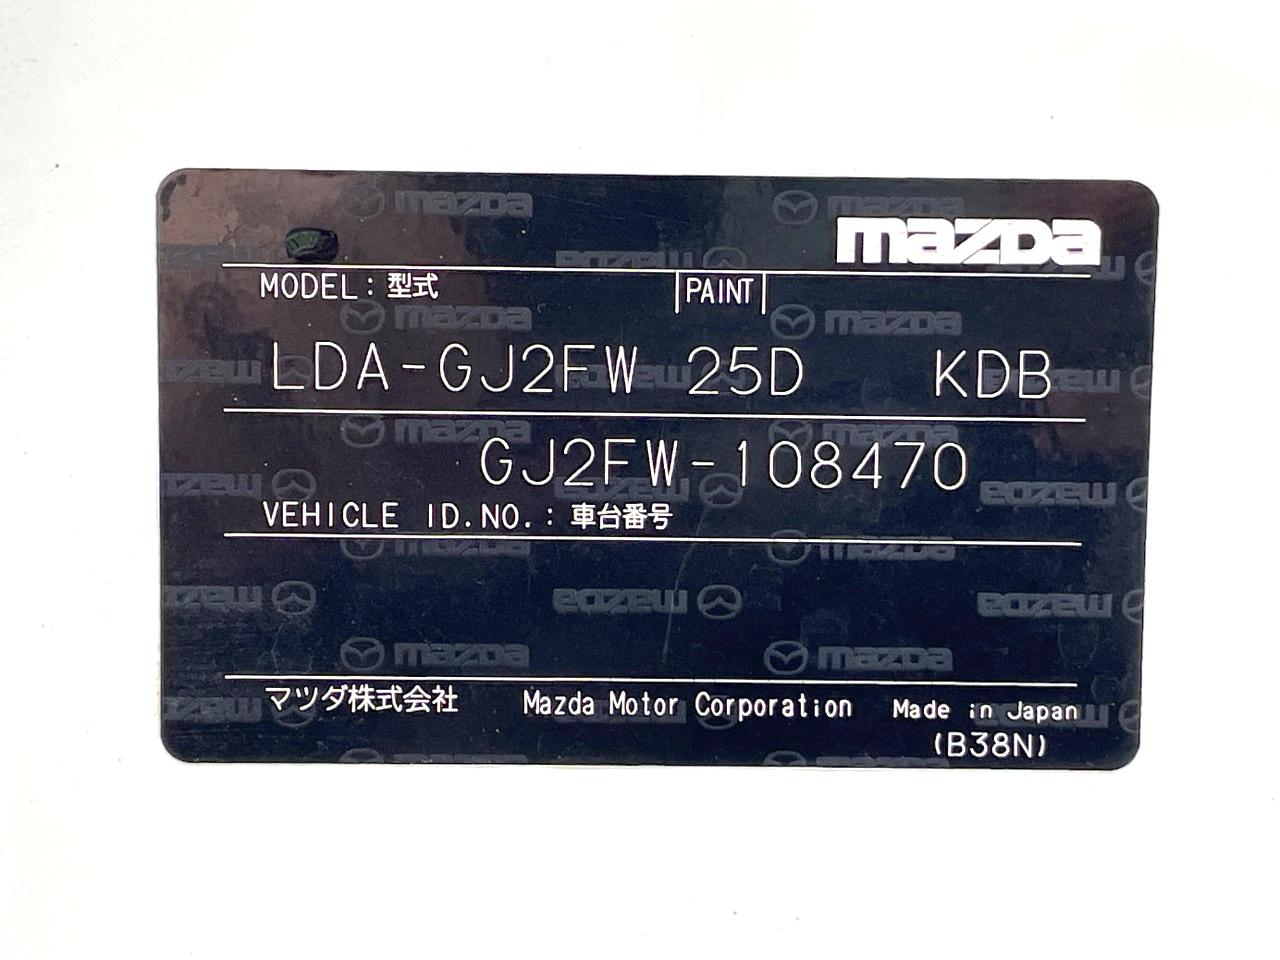 mazda
MODEL：型式 PAINT
LDA-GJ2FW 25D KDB
GJ2FW-108470
VEHICLE ID.NO.：車台番号
マツダ株式会社 Mazda Motor Corporation Made in Japan
(B38N)